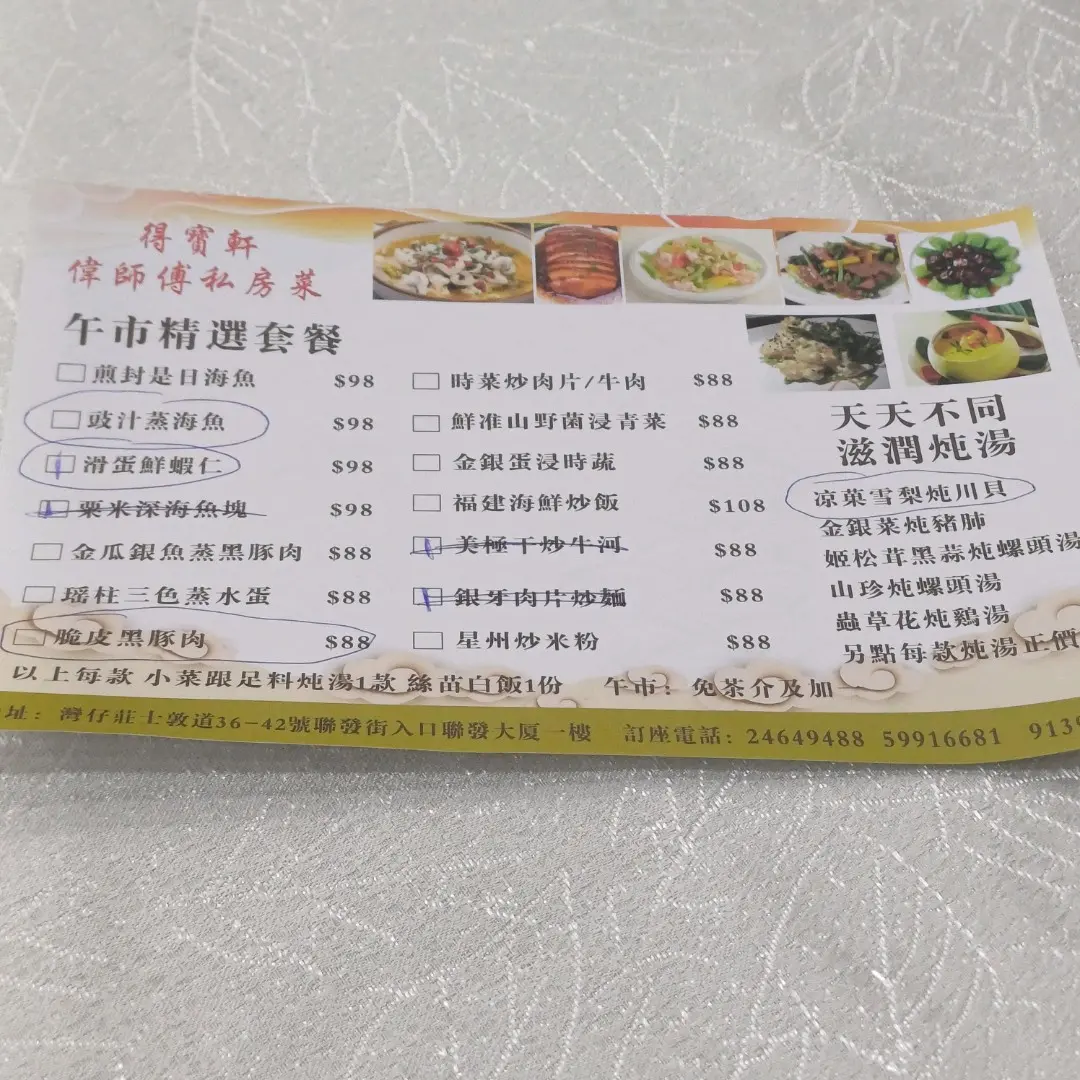 得寶軒
偉師傅私房菜
午市精選套餐
煎封是日海魚 $98
豉汁蒸海魚 $98
滑蛋鮮蝦仁 $98
粟米深海魚塊 $98
金瓜銀魚蒸黑豚肉 $88
瑶柱三色蒸水蛋 $88
脆皮黑豚肉 $88
時菜炒肉片/牛肉 $88
鮮准山野菌浸青菜 $88
金銀蛋浸時蔬 $88
福建海鮮炒飯 $108
美極干炒牛河 $88
銀牙肉片炒麵 $88
星州炒米粉 $88
天天不同
滋潤炖湯
凉菓雪梨炖川貝
金銀菜炖豬肺
姬松茸黑蒜炖螺頭湯
山珍炖螺頭湯
蟲草花炖鷄湯
另點每款炖湯正價
以上每款 小菜跟足料炖湯1款 絲苗白飯1份 午市：免茶介及加一
址：灣仔莊士敦道36-42號聯發街入口聯發大厦一樓 訂座電話：24649488 59916681 9139